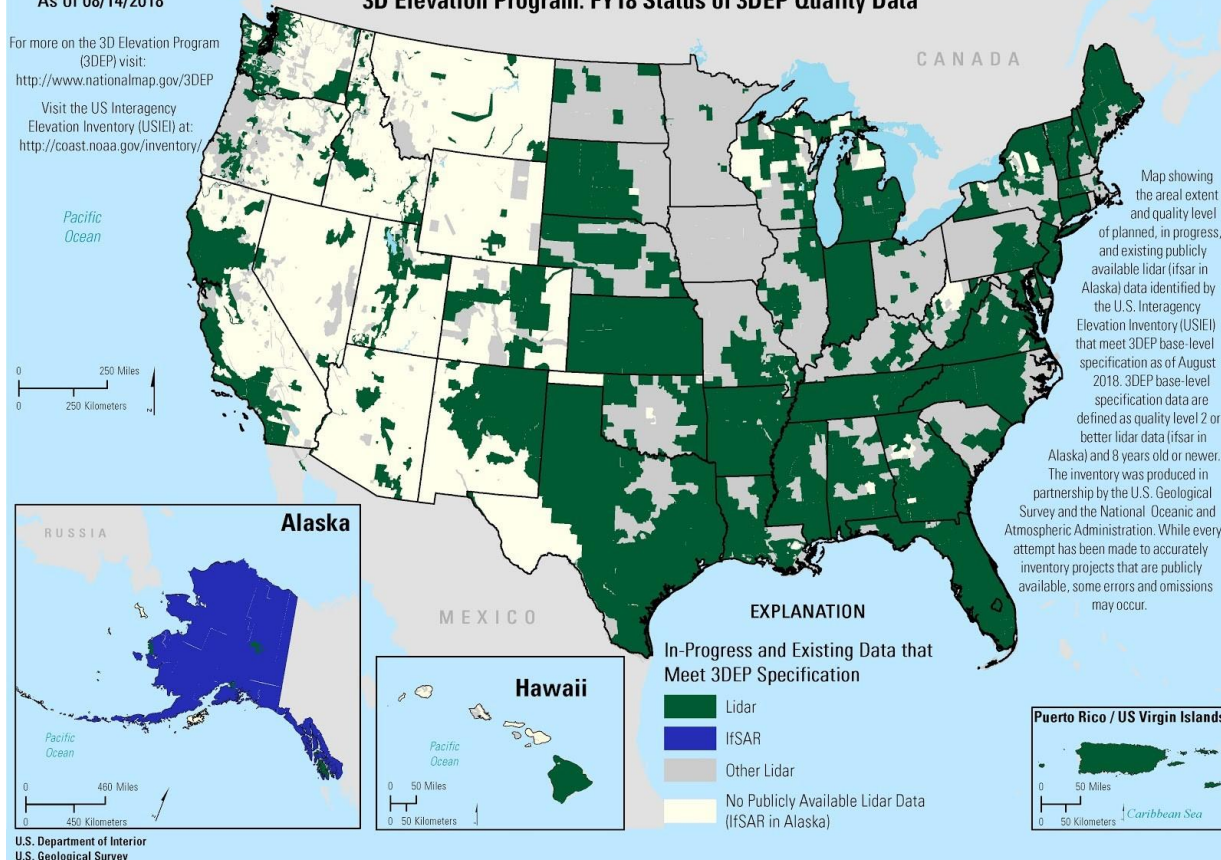 As of 08/14/2018
3D Elevation Program: FY18 Status of 3DEP Quality Data
For more on the 3D Elevation Program
(3DEP) visit:
http://www.nationalmap.gov/3DEP
Visit the US Interagency
Elevation Inventory (USIEI) at:
http://coast.noaa.gov/inventory/
Pacific
Ocean
0 250 Miles
0 250 Kilometers
CANADA
MEXICO
Map showing
the areal extent
and quality level
of planned, in progress,
and existing publicly
available lidar (ifsar in
Alaska) data identified by
the U.S. Interagency
Elevation Inventory (USIEI)
that meet 3DEP base-level
specification as of August
2018. 3DEP base-level
specification data are
defined as quality level 2 or
better lidar data (ifsar in
Alaska) and 8 years old or newer.
The inventory was produced in
partnership by the U.S. Geological
Survey and the National Oceanic and
Atmospheric Administration. While every
attempt has been made to accurately
inventory projects that are publicly
available, some errors and omissions
may occur.
Alaska
RUSSIA
Pacific
Ocean
0 460 Miles
0 450 Kilometers
Hawaii
Pacific
Ocean
0 50 Miles
0 50 Kilometers
EXPLANATION
In-Progress and Existing Data that
Meet 3DEP Specification
Lidar
IfSAR
Other Lidar
No Publicly Available Lidar Data
(IfSAR in Alaska)
Puerto Rico / US Virgin Islands
0 50 Miles
0 50 Kilometers
Caribbean Sea
U.S. Department of Interior
U.S. Geological Survey